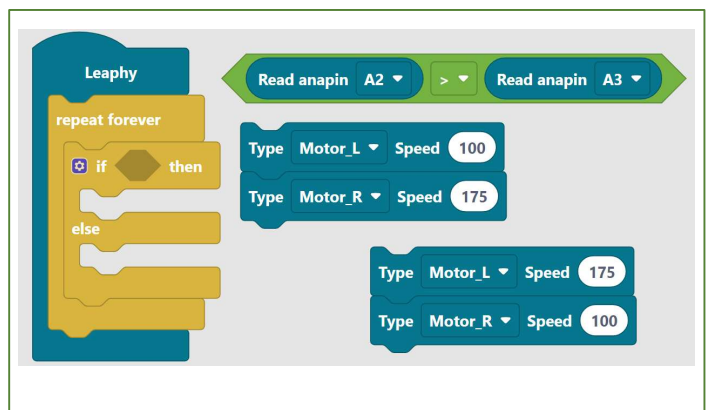 Leaphy
repeat forever
if then
else
Read anapin A2 > Read anapin A3
Type Motor_L Speed 100
Type Motor_R Speed 175
Type Motor_L Speed 175
Type Motor_R Speed 100